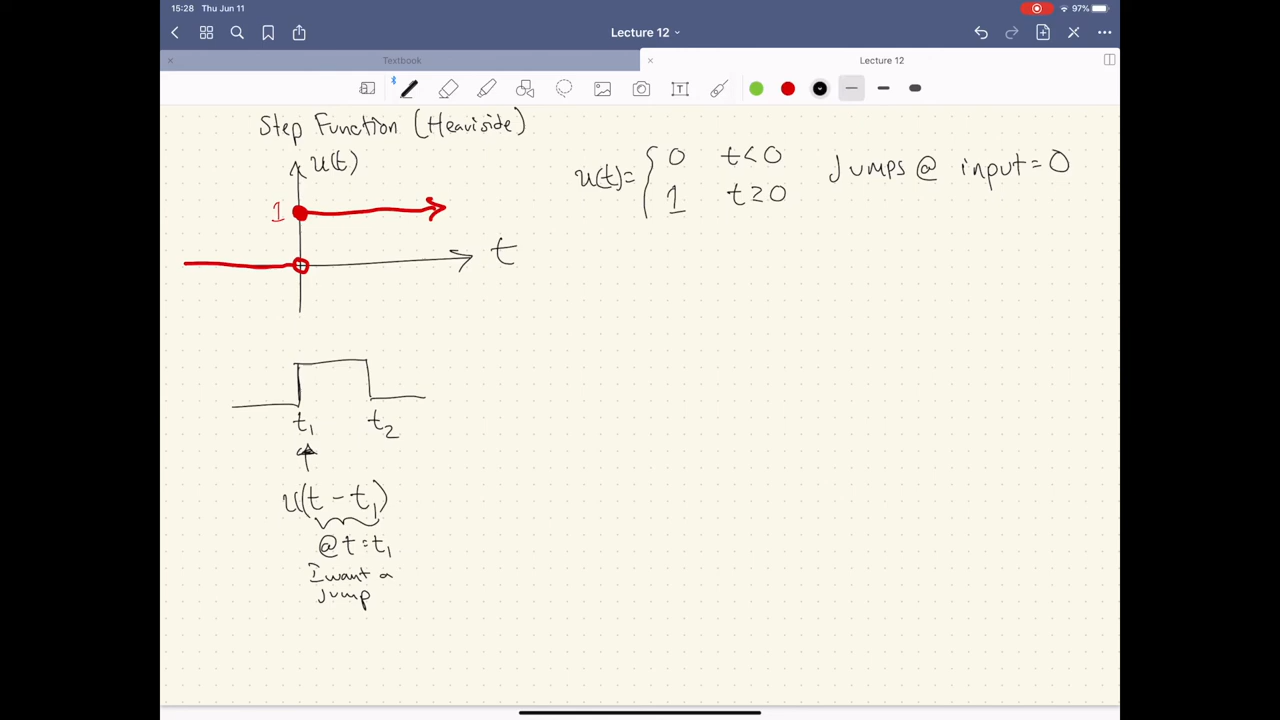 15:28 Thu Jun 11
97%
Lecture 12
Textbook
Lecture 12
Step Function (Heaviside)
u(t)
1
t
u(t)= { 0 t<0
1 t≥0
Jumps @ input=0
t₁ t₂
u(t-t₁)
@t=t₁
I want a
jump